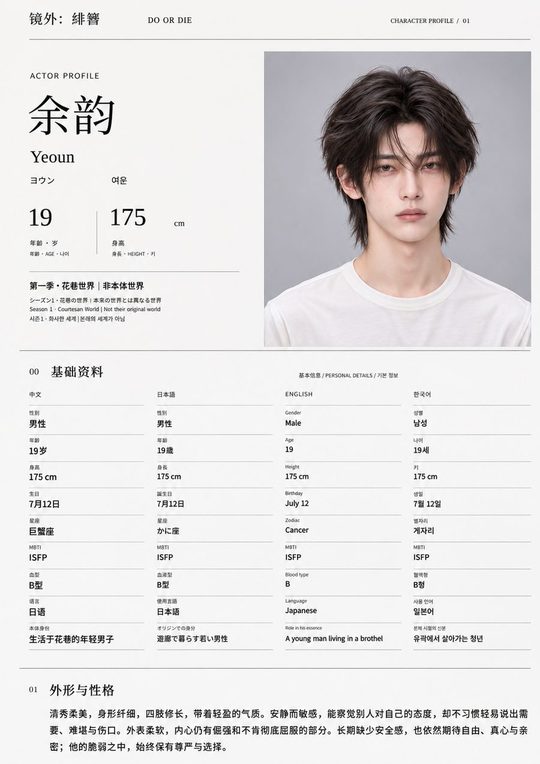 镜外：绯簪
DO OR DIE
CHARACTER PROFILE / 01
ACTOR PROFILE
余韵
Yeoun
ヨウン 여운
19 175 cm
年齢・岁 身高
年齢・AGE・나이 身長・HEIGHT・키
第一季・花巷世界｜非本体世界
シーズン1・花巷の世界｜本来の世界とは異なる世界
Season 1 · Courtesan World | Not their original world
시즌1・화사한 세계 | 본래의 세계가 아님
00 基础资料
基本信息 / PERSONAL DETAILS / 기본 정보
中文 日本語 ENGLISH 한국어
性别 性別 Gender 성별
男性 男性 Male 남성
年龄 年齢 Age 나이
19岁 19歳 19 19세
身高 身長 Height 키
175 cm 175 cm 175 cm 175 cm
生日 誕生日 Birthday 생일
7月12日 7月12日 July 12 7월 12일
星座 星座 Zodiac 별자리
巨蟹座 かに座 Cancer 게자리
MBTI MBTI MBTI MBTI
ISFP ISFP ISFP ISFP
血型 血液型 Blood type 혈액형
B型 B型 B B형
语言 使用言語 Language 사용 언어
日语 日本語 Japanese 일본어
本体身份 オリジンでの身分 Role in his essence
生活于花巷的年轻男子 遊廓で暮らす若い男性 A young man living in a brothel 유곽에서 살아가는 청년
01 外形与性格
清秀柔美，身形纤细，四肢修长，带着轻盈的气质。安静而敏感，能察觉别人对自己的态度，却不习惯轻易说出需
要、难堪与伤口。外表柔软，内心仍有倔强和不肯彻底屈服的部分。长期缺少安全感，也依然期待自由、真心与亲
密；他的脆弱之中，始终保有尊严与选择。